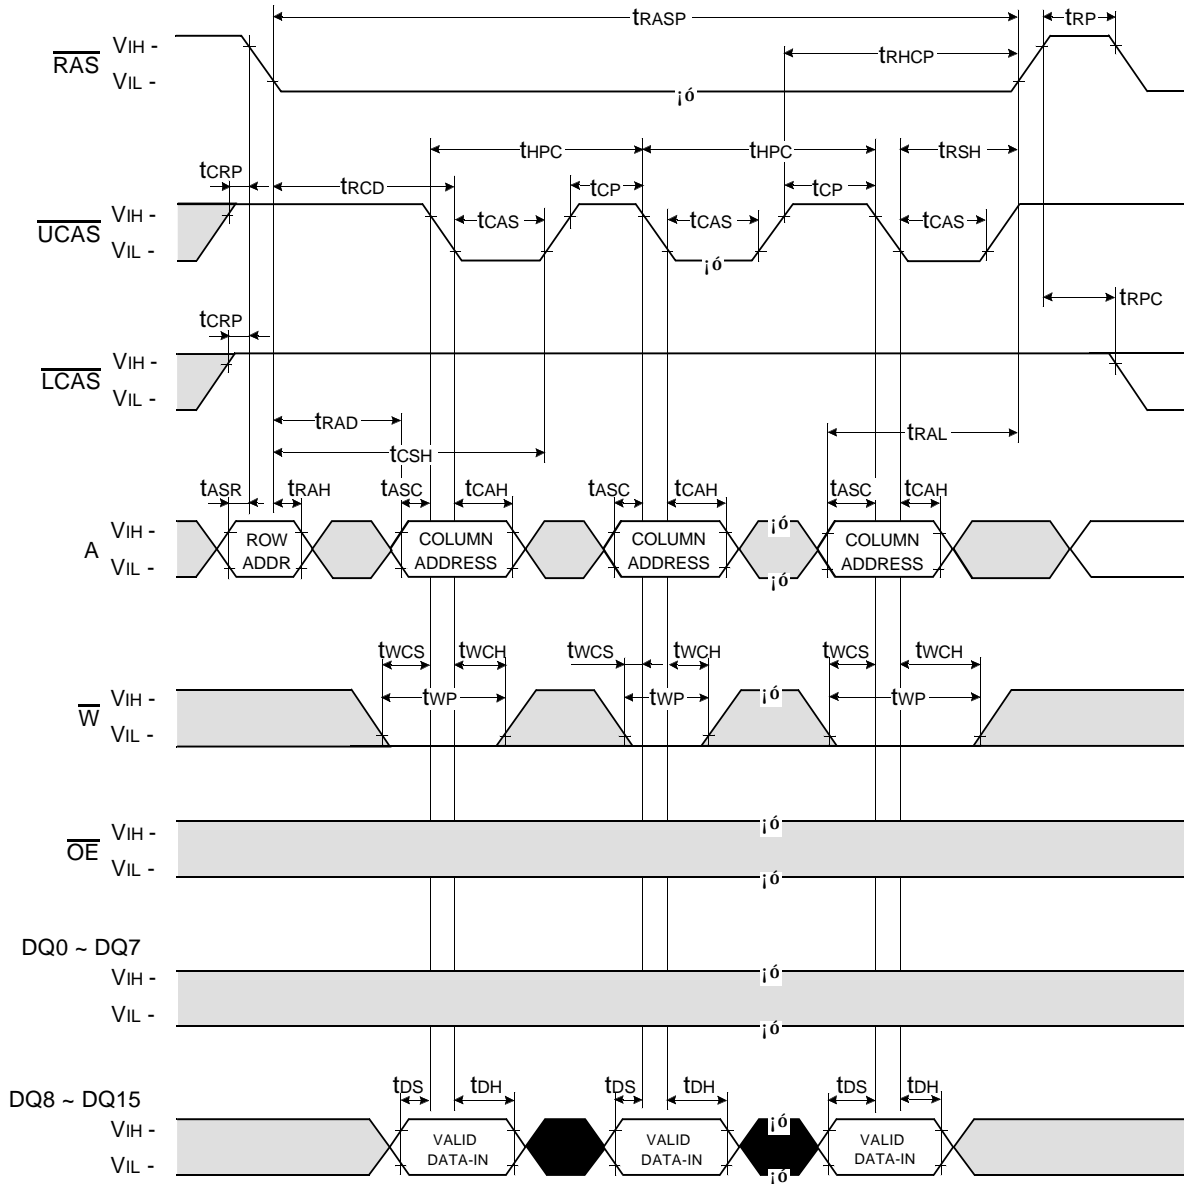 tRASP
tRP
RAS
VIH -
VIL -
tRHCP
¡ó
tHPC
tHPC
tRSH
tCRP
tRCD
tCP
tCP
UCAS
VIH -
VIL -
tCAS
tCAS
tCAS
¡ó
tRPC
tCRP
LCAS
VIH -
VIL -
tRAD
tCSH
tRAL
tASR
tRAH
tASC
tCAH
tASC
tCAH
tASC
tCAH
A
VIH -
VIL -
ROW
ADDR
COLUMN
ADDRESS
COLUMN
ADDRESS
¡ó
¡ó
COLUMN
ADDRESS
tWCS
tWCH
tWCS
tWCH
tWCS
tWCH
W
VIH -
VIL -
tWP
tWP
¡ó
tWP
OE
VIH -
VIL -
¡ó
¡ó
DQ0 ~ DQ7
VIH -
VIL -
¡ó
¡ó
DQ8 ~ DQ15
VIH -
VIL -
tDS
tDH
tDS
tDH
tDS
tDH
VALID
DATA-IN
VALID
DATA-IN
¡ó
¡ó
VALID
DATA-IN